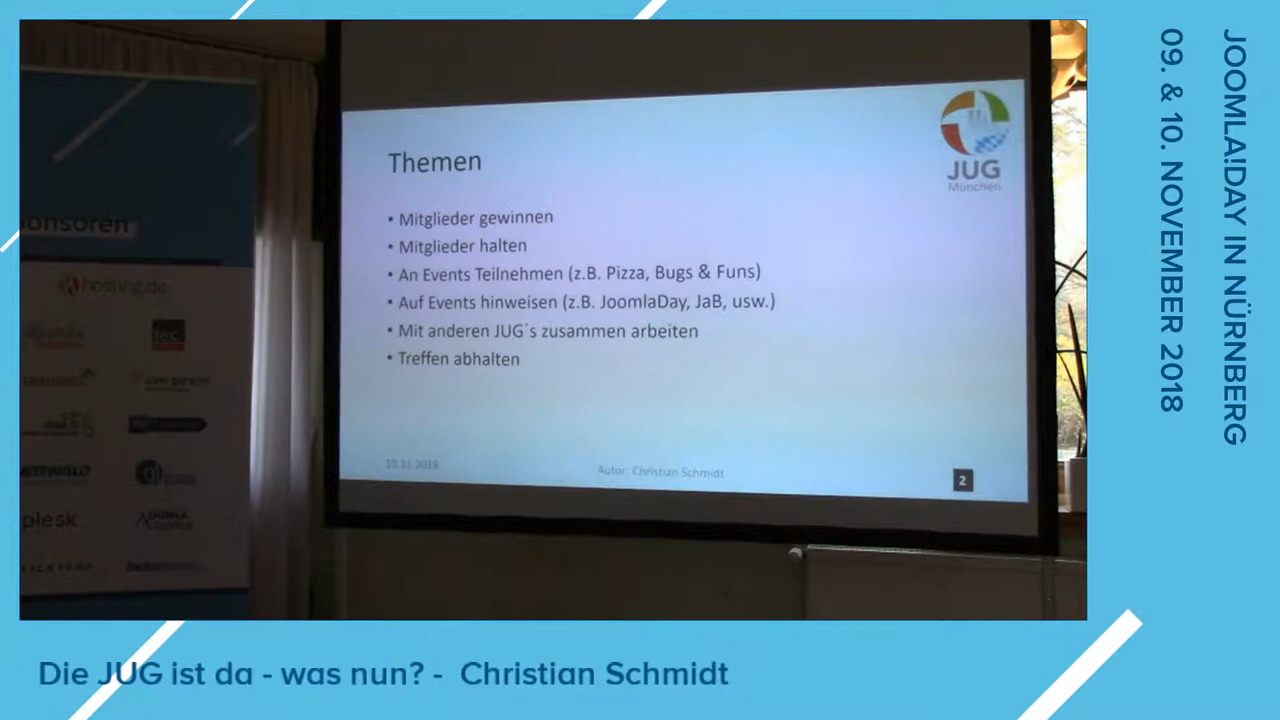 JOOMLA!DAY IN NÜRNBERG
09. & 10. NOVEMBER 2018
onsoren
hosting.de
plesk
JUG
München
Themen
• Mitglieder gewinnen
• Mitglieder halten
• An Events Teilnehmen (z.B. Pizza, Bugs & Funs)
• Auf Events hinweisen (z.B. JoomlaDay, JaB, usw.)
• Mit anderen JUG´s zusammen arbeiten
• Treffen abhalten
10.11.2018
Autor: Christian Schmidt
2
Die JUG ist da - was nun? - Christian Schmidt